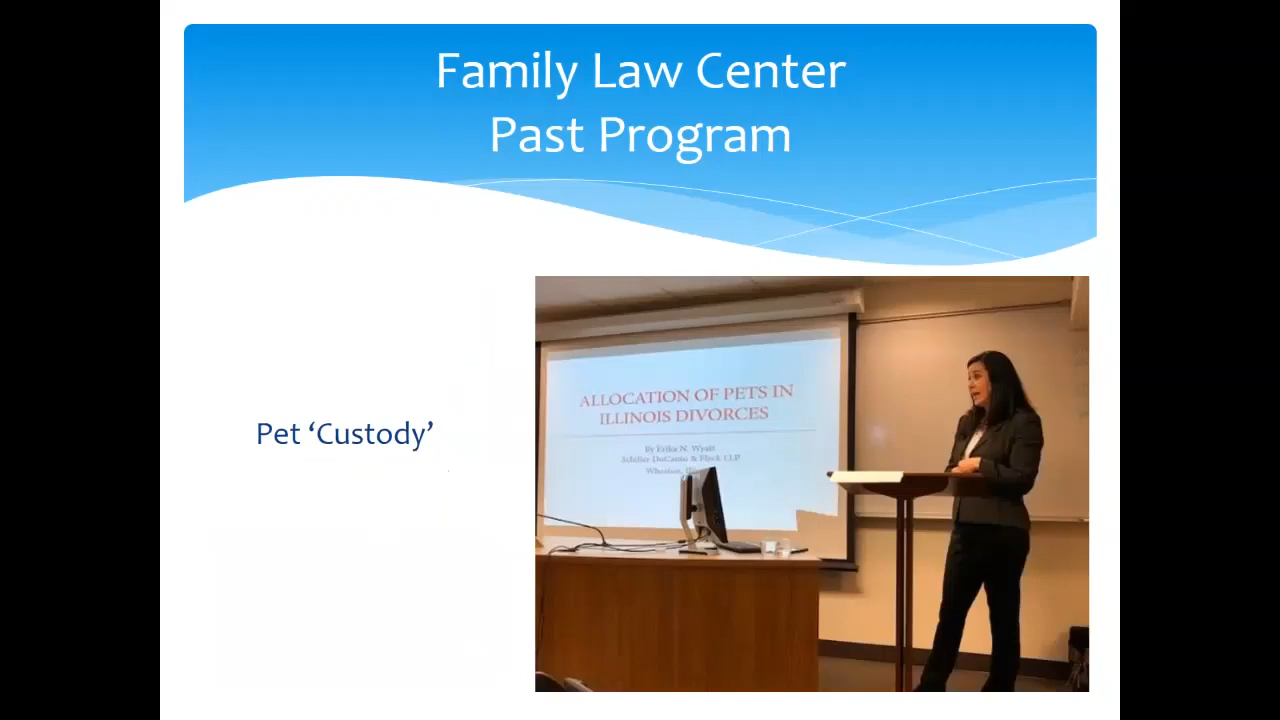 Family Law Center
Past Program
Pet ‘Custody’
ALLOCATION OF PETS IN
ILLINOIS DIVORCES
By Erika N. Wyatt
Schiller DuCanto & Fleck LLP
Wheaton,